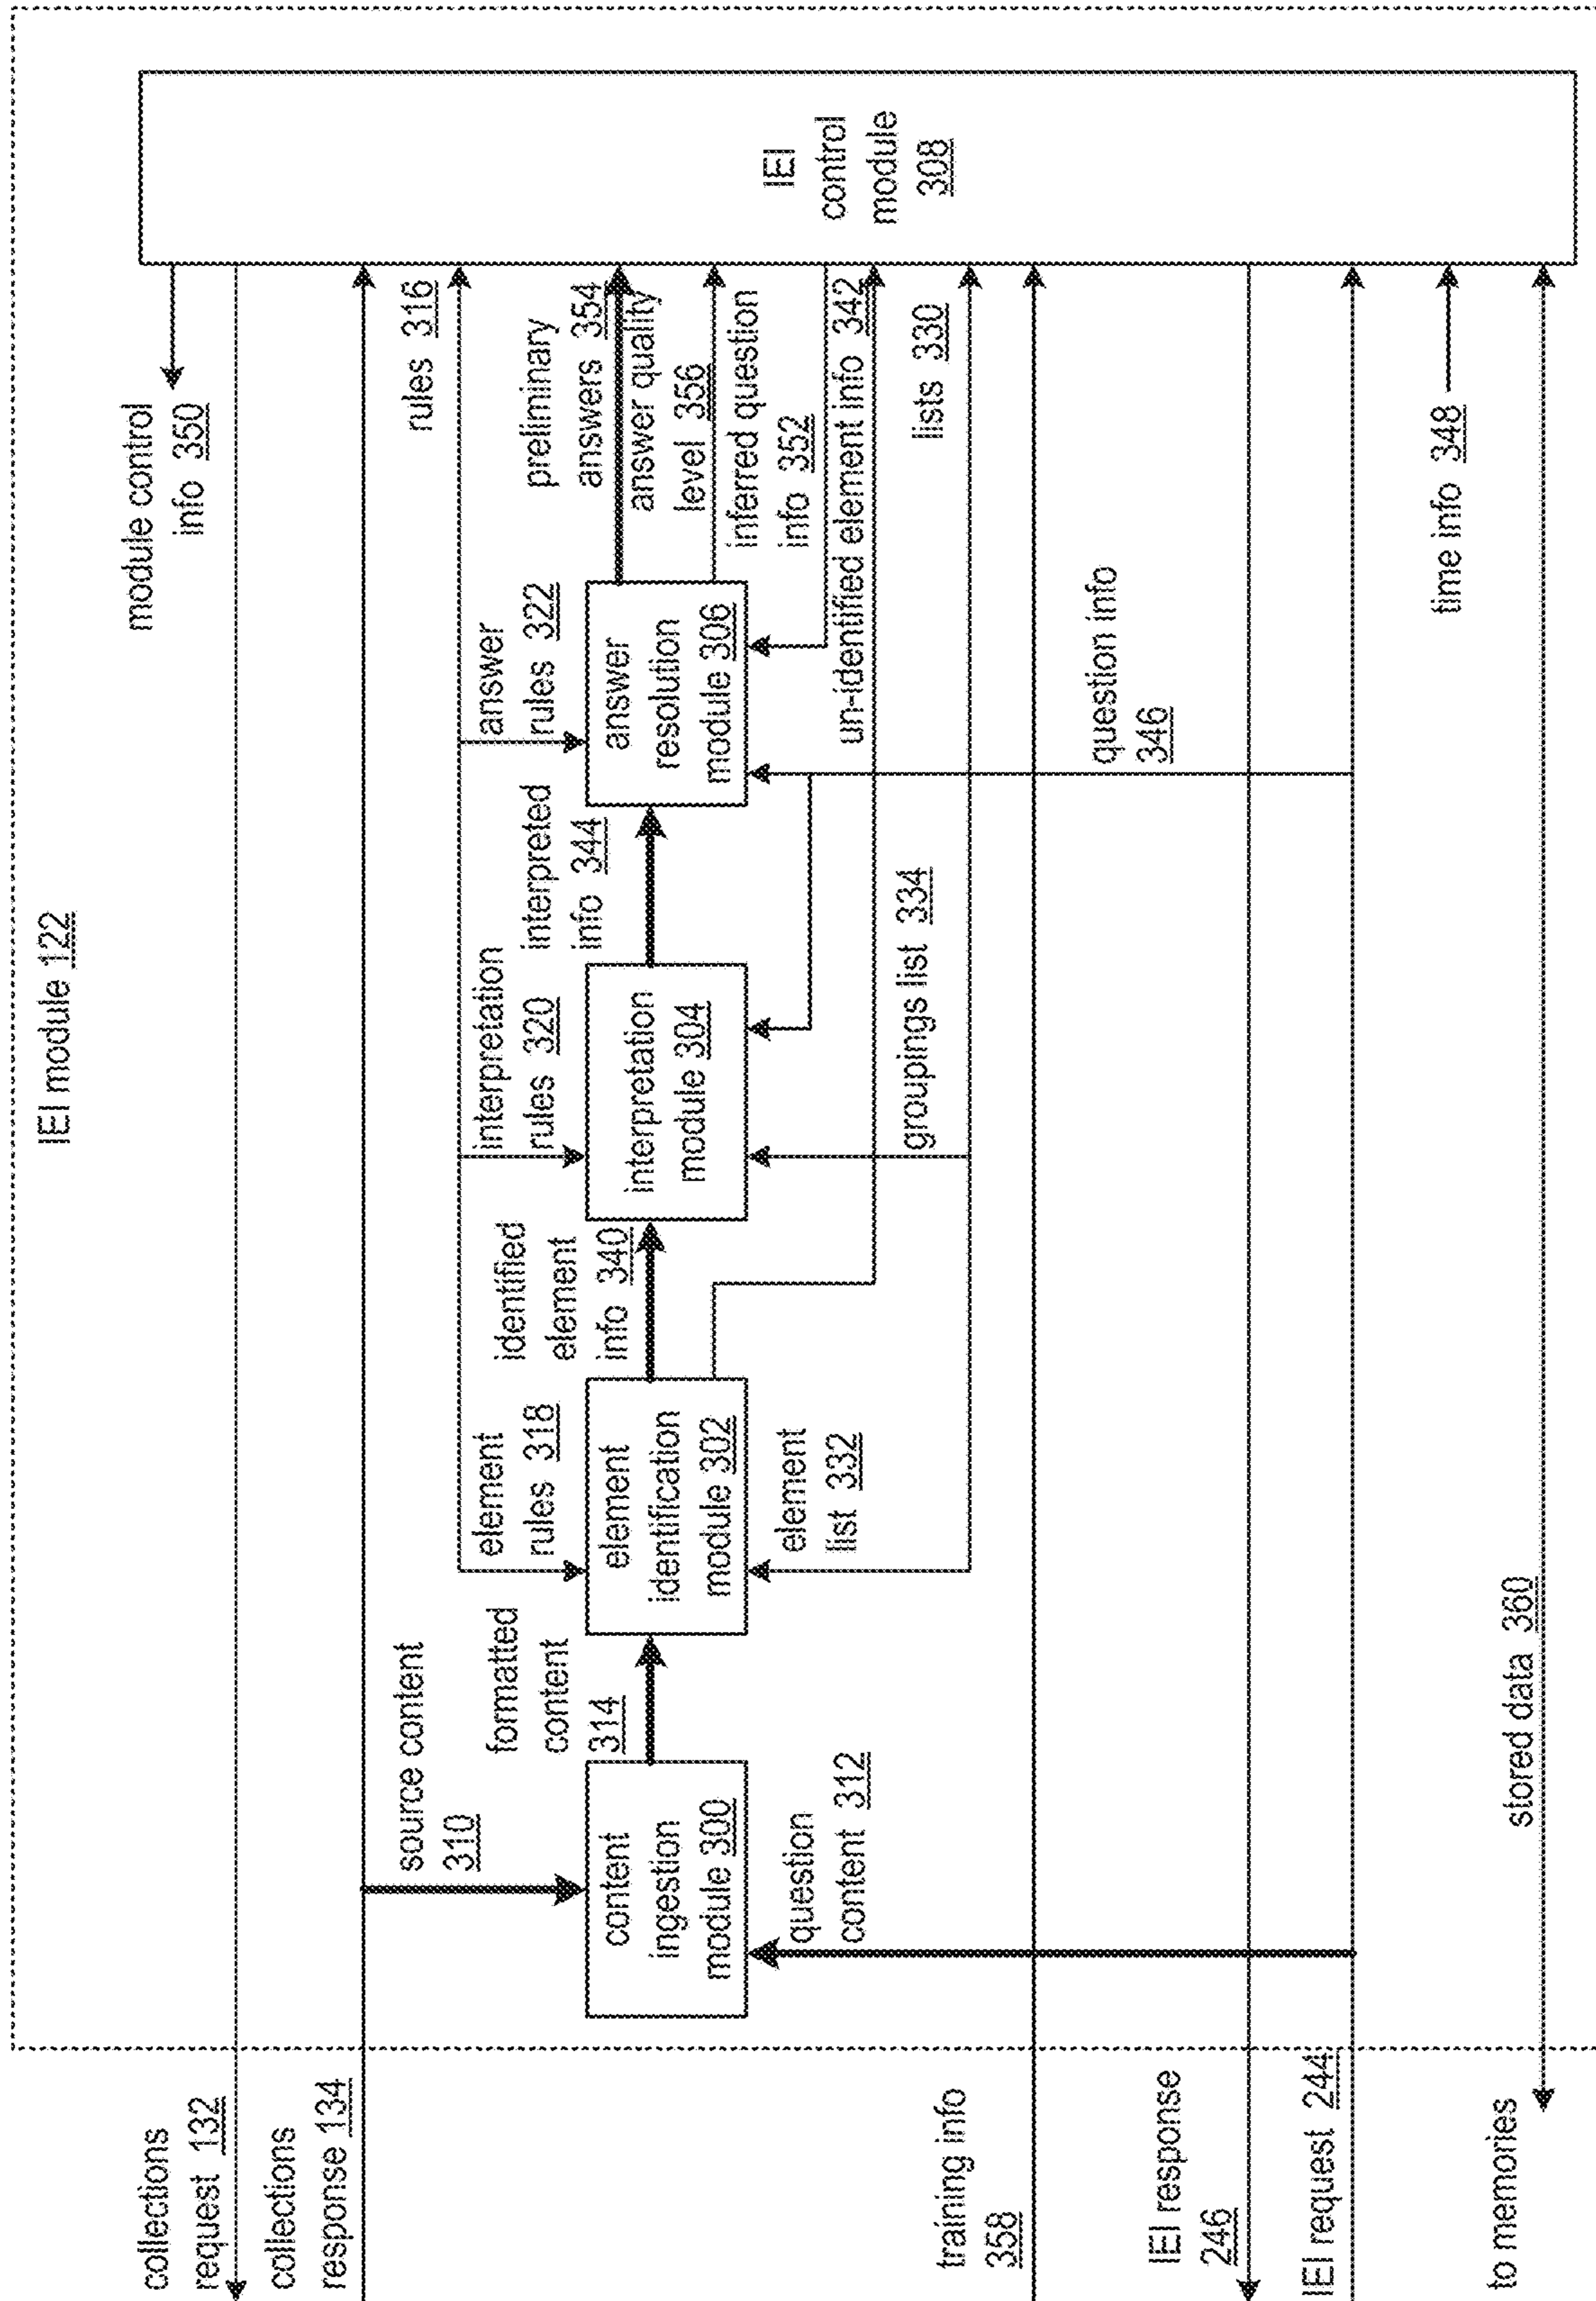 IEI module 122
collections
request 132
collections
response 134
module control
info 350
rules 316
source content
310
element
rules 318
interpretation
rules 320
answer
rules 322
formatted
content
314
identified
element
info 340
interpreted
info 344
preliminary
answers 354
answer quality
level 356
inferred question
info 352
content
ingestion
module 300
element
identification
module 302
interpretation
module 304
answer
resolution
module 306
IEI
control
module
308
question
content 312
element
list 332
groupings list 334
un-identified element info 342
lists 330
training info
358
question info
346
IEI response
246
IEI request 244
time info 348
to memories
stored data 360